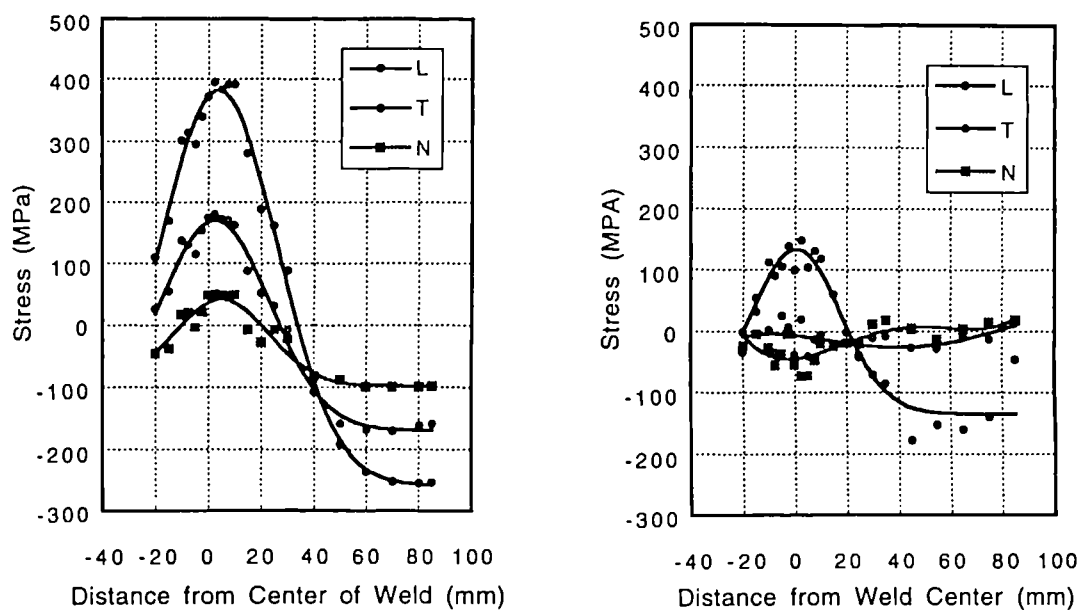 500
400
300
200
100
0
-100
-200
-300
Stress (MPa)
L
T
N
-40 -20 0 20 40 60 80 100
Distance from Center of Weld (mm)
500
400
300
200
100
0
-100
-200
-300
Stress (MPA)
L
T
N
-40 -20 0 20 40 60 80 100
Distance from Weld Center (mm)